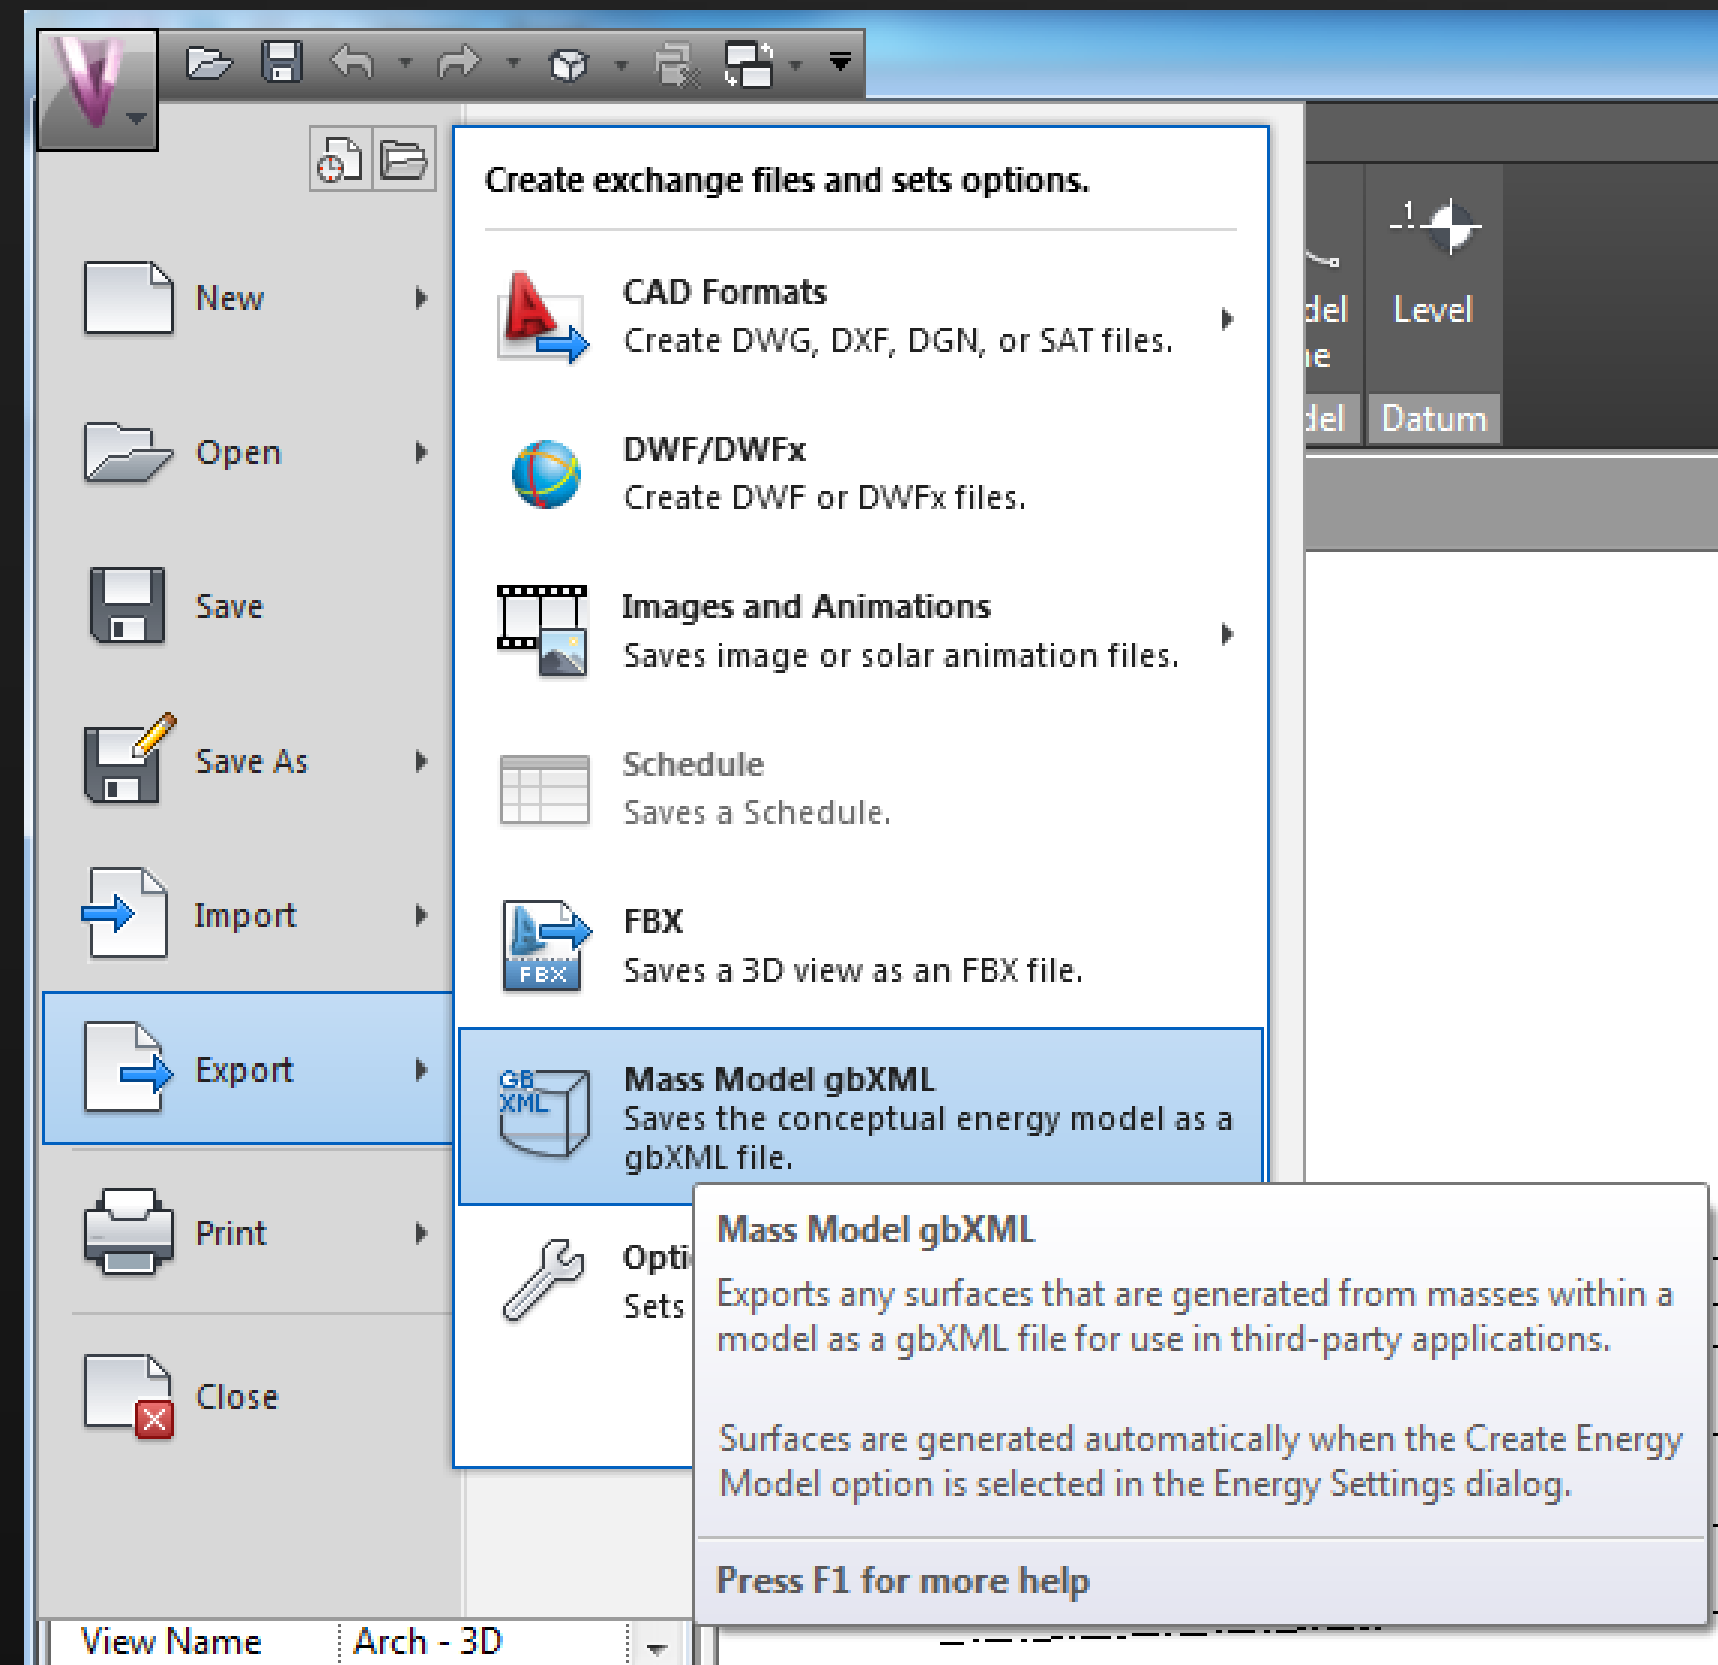 New
Open
Save
Save As
Import
Export
Print
Close
Create exchange files and sets options.
CAD Formats
Create DWG, DXF, DGN, or SAT files.
DWF/DWFx
Create DWF or DWFx files.
Images and Animations
Saves image or solar animation files.
Schedule
Saves a Schedule.
FBX
FBX
Saves a 3D view as an FBX file.
GB
XML
Mass Model gbXML
Saves the conceptual energy model as a
gbXML file.
Opti
Sets
Mass Model gbXML
Exports any surfaces that are generated from masses within a
model as a gbXML file for use in third-party applications.
Surfaces are generated automatically when the Create Energy
Model option is selected in the Energy Settings dialog.
Press F1 for more help
1
Level
Datum
View Name
Arch - 3D